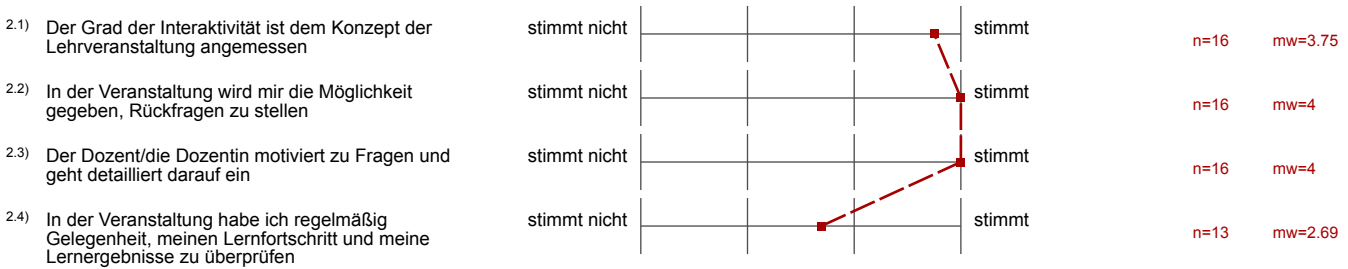 2.1) Der Grad der Interaktivität ist dem Konzept der
Lehrveranstaltung angemessen
stimmt nicht
stimmt
n=16
mw=3.75
2.2) In der Veranstaltung wird mir die Möglichkeit
gegeben, Rückfragen zu stellen
stimmt nicht
stimmt
n=16
mw=4
2.3) Der Dozent/die Dozentin motiviert zu Fragen und
geht detailliert darauf ein
stimmt nicht
stimmt
n=16
mw=4
2.4) In der Veranstaltung habe ich regelmäßig
Gelegenheit, meinen Lernfortschritt und meine
Lernergebnisse zu überprüfen
stimmt nicht
stimmt
n=13
mw=2.69